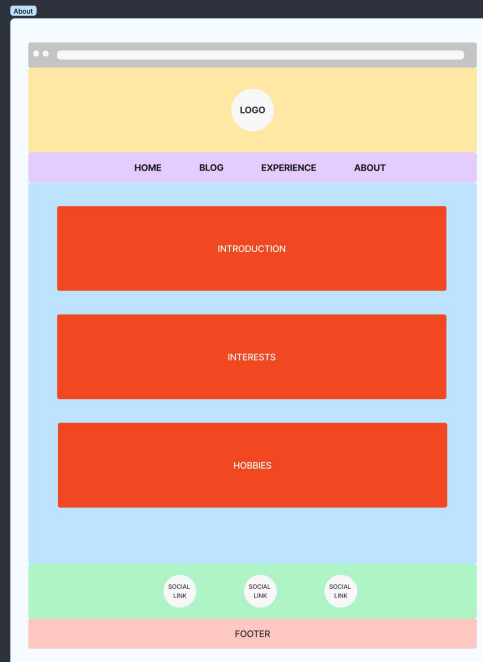 About
LOGO
HOME BLOG EXPERIENCE ABOUT
INTRODUCTION
INTERESTS
HOBBIES
SOCIAL LINK
SOCIAL LINK
SOCIAL LINK
FOOTER